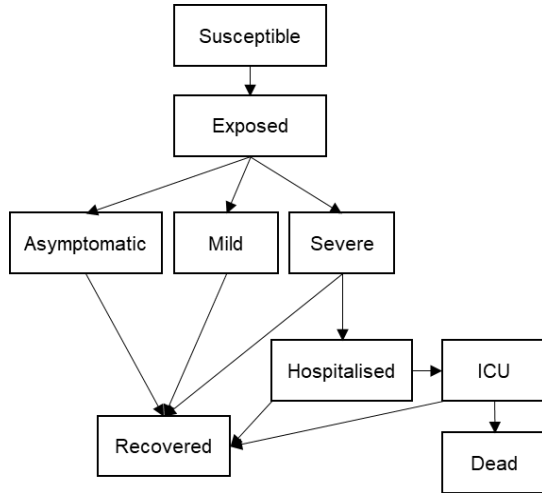 Susceptible
Exposed
Asymptomatic
Mild
Severe
Hospitalised
ICU
Recovered
Dead